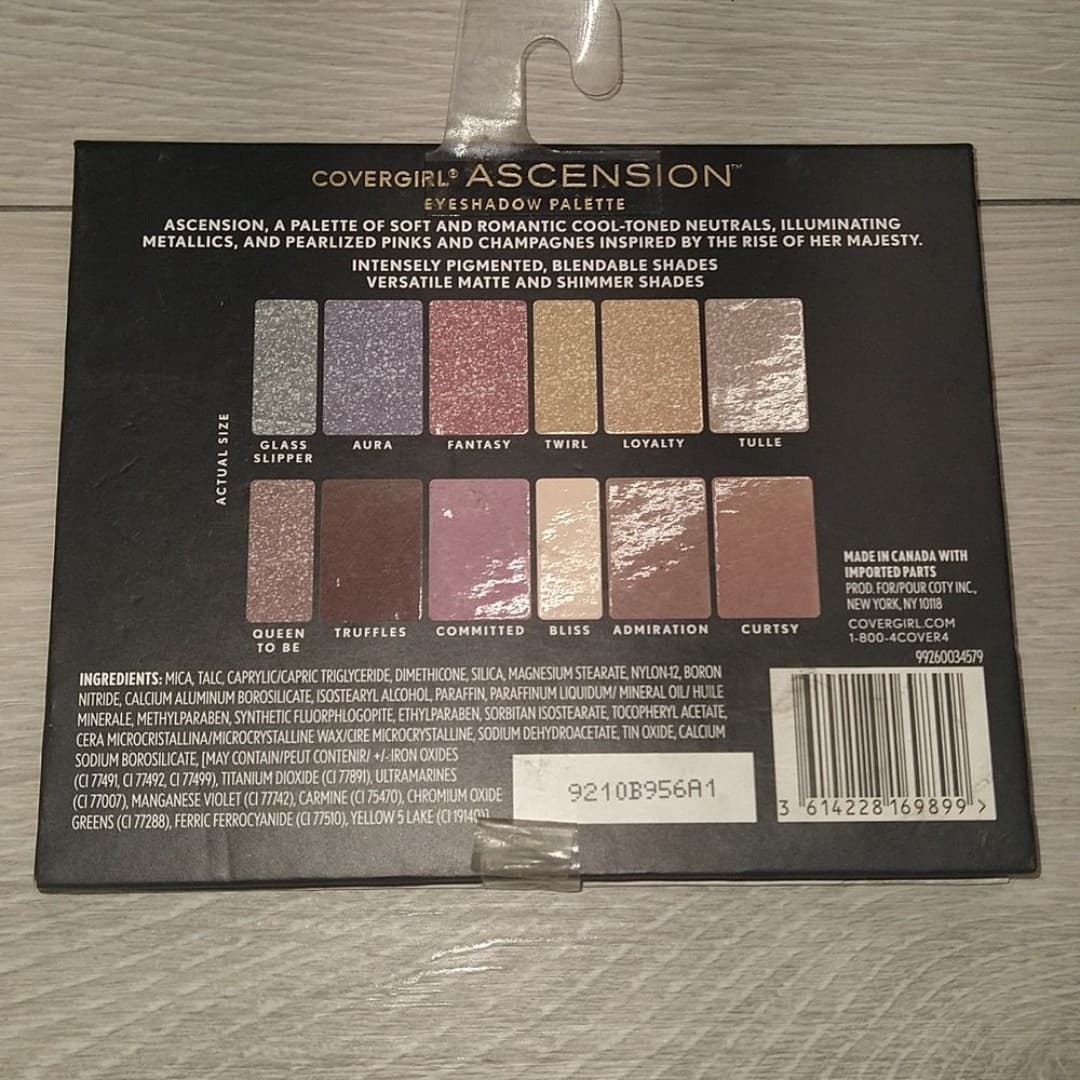 COVERGIRL® ASCENSION™
EYESHADOW PALETTE
ASCENSION, A PALETTE OF SOFT AND ROMANTIC COOL-TONED NEUTRALS, ILLUMINATING
METALLICS, AND PEARLIZED PINKS AND CHAMPAGNES INSPIRED BY THE RISE OF HER MAJESTY.
INTENSELY PIGMENTED, BLENDABLE SHADES
VERSATILE MATTE AND SHIMMER SHADES
ACTUAL SIZE
GLASS SLIPPER
AURA
FANTASY
TWIRL
LOYALTY
TULLE
QUEEN TO BE
TRUFFLES
COMMITTED
BLISS
ADMIRATION
CURTSY
MADE IN CANADA WITH
IMPORTED PARTS
PROD. FOR/POUR COTY INC.,
NEW YORK, NY 10118
COVERGIRL.COM
1-800-4COVER4
99260034579
INGREDIENTS: MICA, TALC, CAPRYLIC/CAPRIC TRIGLYCERIDE, DIMETHICONE, SILICA, MAGNESIUM STEARATE, NYLON-12, BORON
NITRIDE, CALCIUM ALUMINUM BOROSILICATE, ISOSTEARYL ALCOHOL, PARAFFIN, PARAFFINUM LIQUIDUM/ MINERAL OIL/ HUILE
MINERALE, METHYLPARABEN, SYNTHETIC FLUORPHLOGOPITE, ETHYLPARABEN, SORBITAN ISOSTEARATE, TOCOPHERYL ACETATE,
CERA MICROCRISTALLINA/MICROCRYSTALLINE WAX/CIRE MICROCRYSTALLINE, SODIUM DEHYDROACETATE, TIN OXIDE, CALCIUM
SODIUM BOROSILICATE, [MAY CONTAIN/PEUT CONTENIR/ +/-:IRON OXIDES
(CI 77491, CI 77492, CI 77499), TITANIUM DIOXIDE (CI 77891), ULTRAMARINES
(CI 77007), MANGANESE VIOLET (CI 77742), CARMINE (CI 75470), CHROMIUM OXIDE
GREENS (CI 77288), FERRIC FERROCYANIDE (CI 77510), YELLOW 5 LAKE (CI 19140)]
9210B956A1
3 614228 169899 >